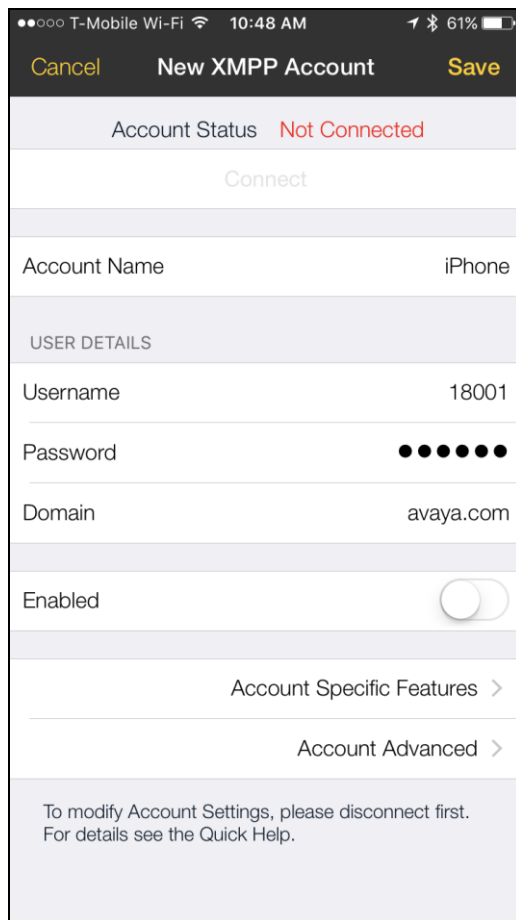 ●●○○○ T-Mobile Wi-Fi 10:48 AM 61%
Cancel New XMPP Account Save
Account Status Not Connected
Connect
Account Name iPhone
USER DETAILS
Username 18001
Password ●●●●●●
Domain avaya.com
Enabled
Account Specific Features >
Account Advanced >
To modify Account Settings, please disconnect first.
For details see the Quick Help.